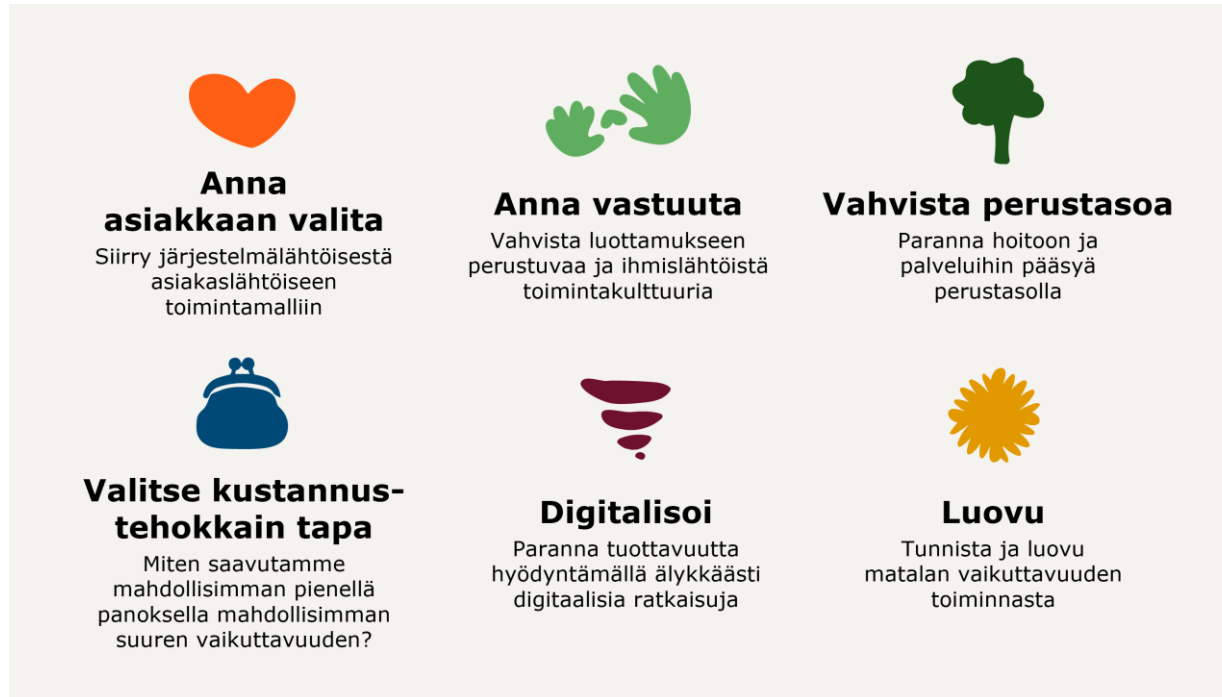 Anna
asiakkaan valita
Siirry järjestelmälähtöisestä
asiakaslähtöiseen
toimintamalliin
Anna vastuuta
Vahvista luottamukseen
perustuvaa ja ihmislähtöistä
toimintakulttuuria
Vahvista perustasoa
Paranna hoitoon ja
palveluihin pääsyä
perustasolla
Valitse kustannus-
tehokkain tapa
Miten saavutamme
mahdollisimman pienellä
panoksella mahdollisimman
suuren vaikuttavuuden?
Digitalisoi
Paranna tuottavuutta
hyödyntämällä älykkäästi
digitaalisia ratkaisuja
Luovu
Tunnista ja luovu
matalan vaikuttavuuden
toiminnasta